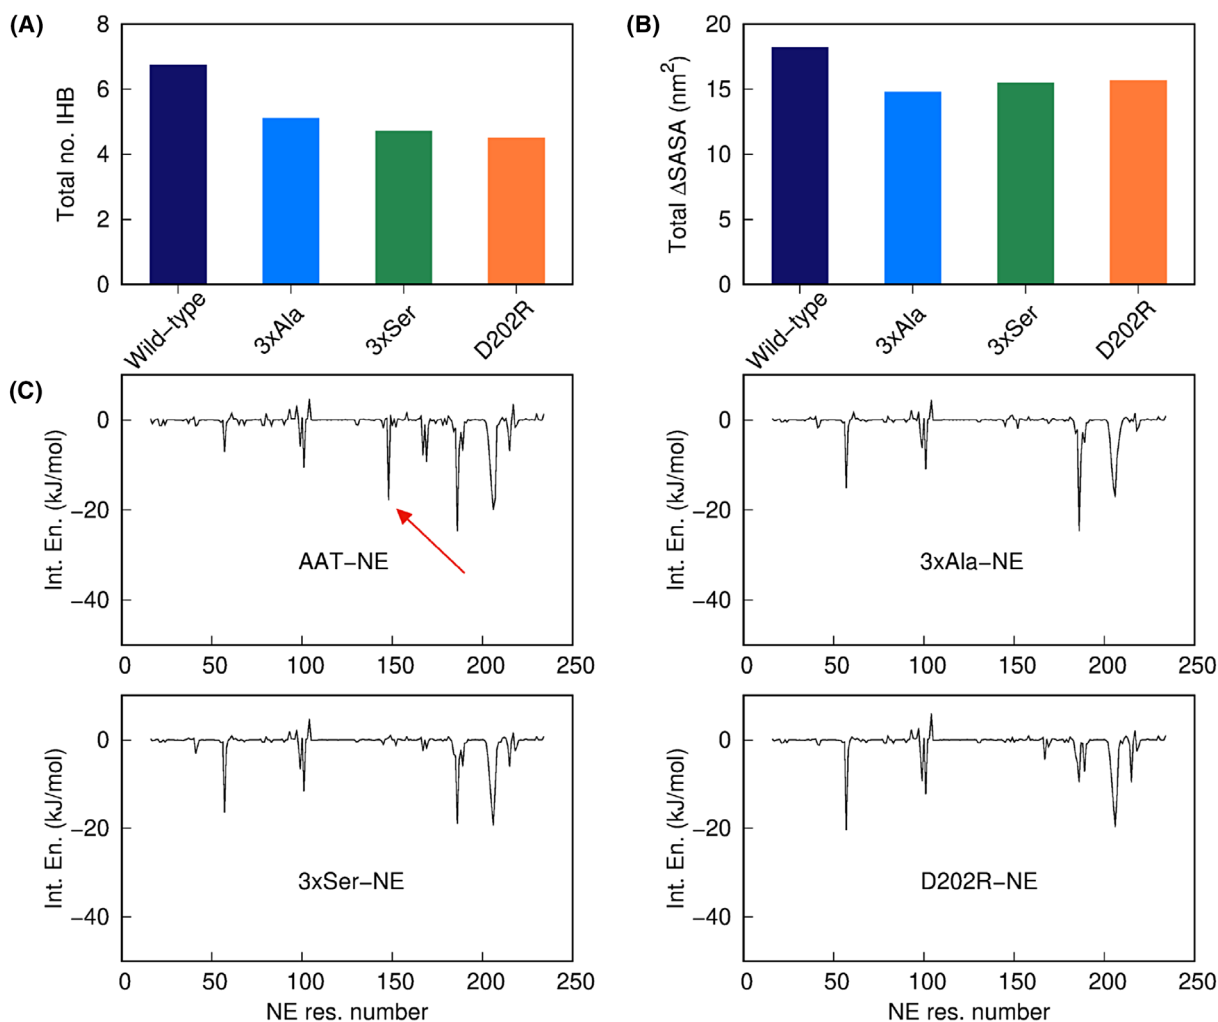 (A)
8
6
4
2
0
Total no. IHB
Wild−type
3xAla
3xSer
D202R
(B)
20
15
10
5
0
Total ΔSASA (nm2)
Wild−type
3xAla
3xSer
D202R
(C)
0
−20
−40
Int. En. (kJ/mol)
AAT−NE
0 50 100 150 200 250
0
−20
−40
Int. En. (kJ/mol)
3xAla−NE
0 50 100 150 200 250
0
−20
−40
Int. En. (kJ/mol)
3xSer−NE
0 50 100 150 200 250
NE res. number
0
−20
−40
Int. En. (kJ/mol)
D202R−NE
0 50 100 150 200 250
NE res. number